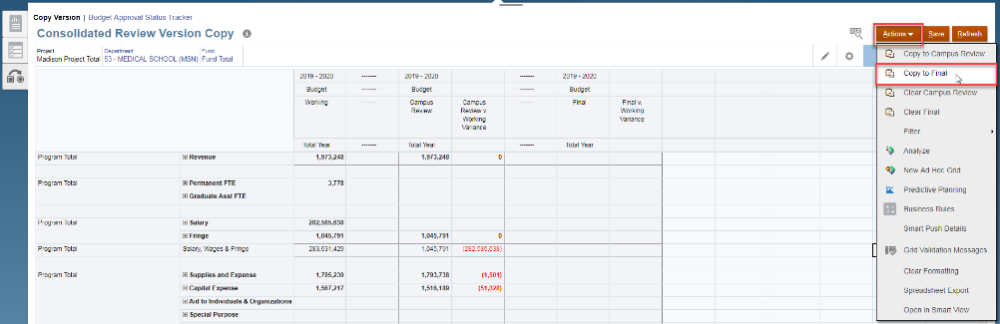 Copy Version | Budget Approval Status Tracker
Consolidated Review Version Copy
Actions Save Refresh
Project Department Fund
Madison Project Total 53 - MEDICAL SCHOOL (MSN) Fund Total
2019 - 2020 ------- 2019 - 2020 ------- 2019 - 2020
Budget Budget Budget
Working ------- Campus Review Campus Review v Working Variance ------- Final Final v. Working Variance
Total Year ------- Total Year ------- Total Year
Program Total Revenue 1,973,248 1,973,248 0
Program Total Permanent FTE 3,778
Graduate Asst FTE
Program Total Salary 282,585,638
Fringe 1,045,791 1,045,791 0
Program Total Salary, Wages & Fringe 283,631,429 1,045,791 (282,585,638)
Program Total Supplies and Expense 1,795,239 1,793,738 (1,501)
Capital Expense 1,567,217 1,516,189 (51,028)
Aid to Individuals & Organizations
Special Purpose
Copy to Campus Review
Copy to Final
Clear Campus Review
Clear Final
Filter
Analyze
New Ad Hoc Grid
Predictive Planning
Business Rules
Smart Push Details
Grid Validation Messages
Clear Formatting
Spreadsheet Export
Open in Smart View